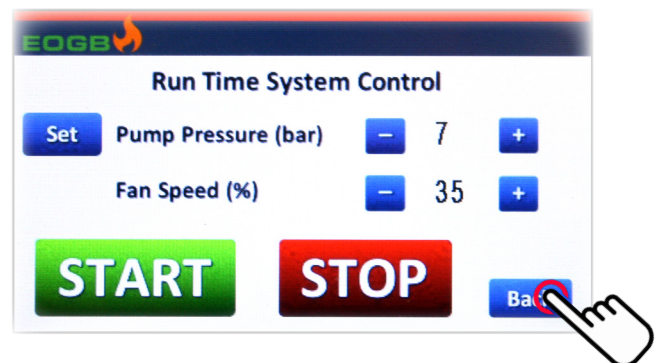 EOGB
Run Time System Control
Set Pump Pressure (bar) − 7 +
Fan Speed (%) − 35 +
START STOP